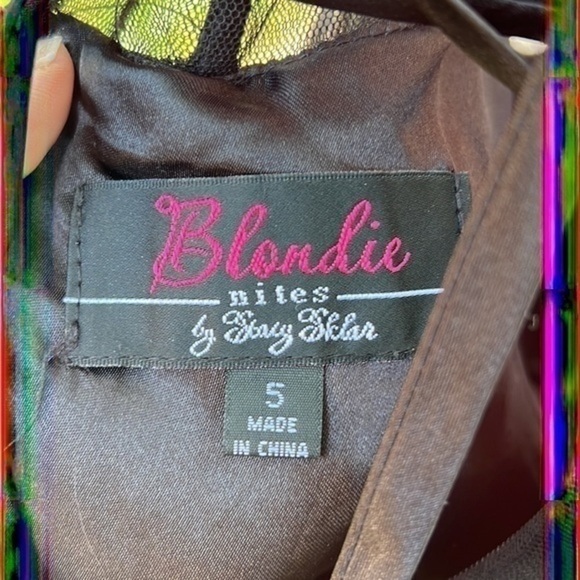 Blondie
nites
by Stacy Sklar
5
MADE
IN CHINA